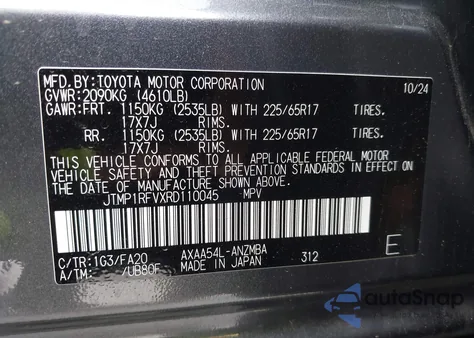 MFD.BY:TOYOTA MOTOR CORPORATION 10/24
GVWR:2090KG (4610LB)
GAWR:FRT. 1150KG (2535LB) WITH 225/65R17 TIRES.
17X7J RIMS.
RR. 1150KG (2535LB) WITH 225/65R17 TIRES.
17X7J RIMS.
THIS VEHICLE CONFORMS TO ALL APPLICABLE FEDERAL MOTOR
VEHICLE SAFETY AND THEFT PREVENTION STANDARDS IN
EFFECT ON THE DATE OF MANUFACTURE SHOWN ABOVE.
JTMP1RFVXRD110045 MPV
C/TR:1G3/FA20 AXAA54L-ANZMBA
A/TM: /UB80F MADE IN JAPAN 312 E
autoSnap